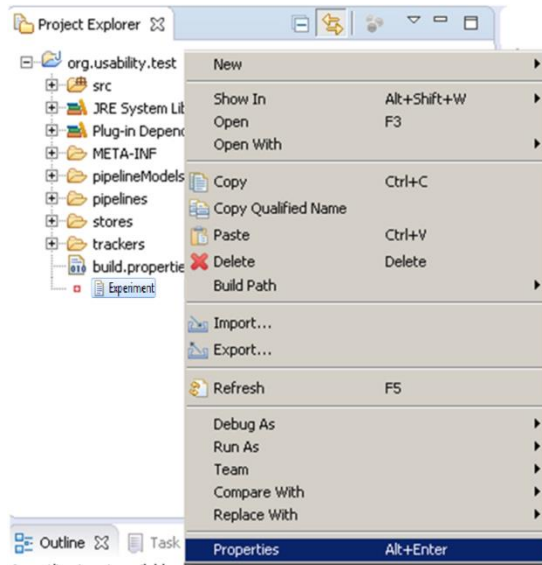 Project Explorer
org.usability.test
src
JRE System Lib
Plug-in Depend
META-INF
pipelineModels
pipelines
stores
trackers
build.propertie
Experiment
New
Show In Alt+Shift+W
Open F3
Open With
Copy Ctrl+C
Copy Qualified Name
Paste Ctrl+V
Delete Delete
Build Path
Import...
Export...
Refresh F5
Debug As
Run As
Team
Compare With
Replace With
Properties Alt+Enter
Outline Task